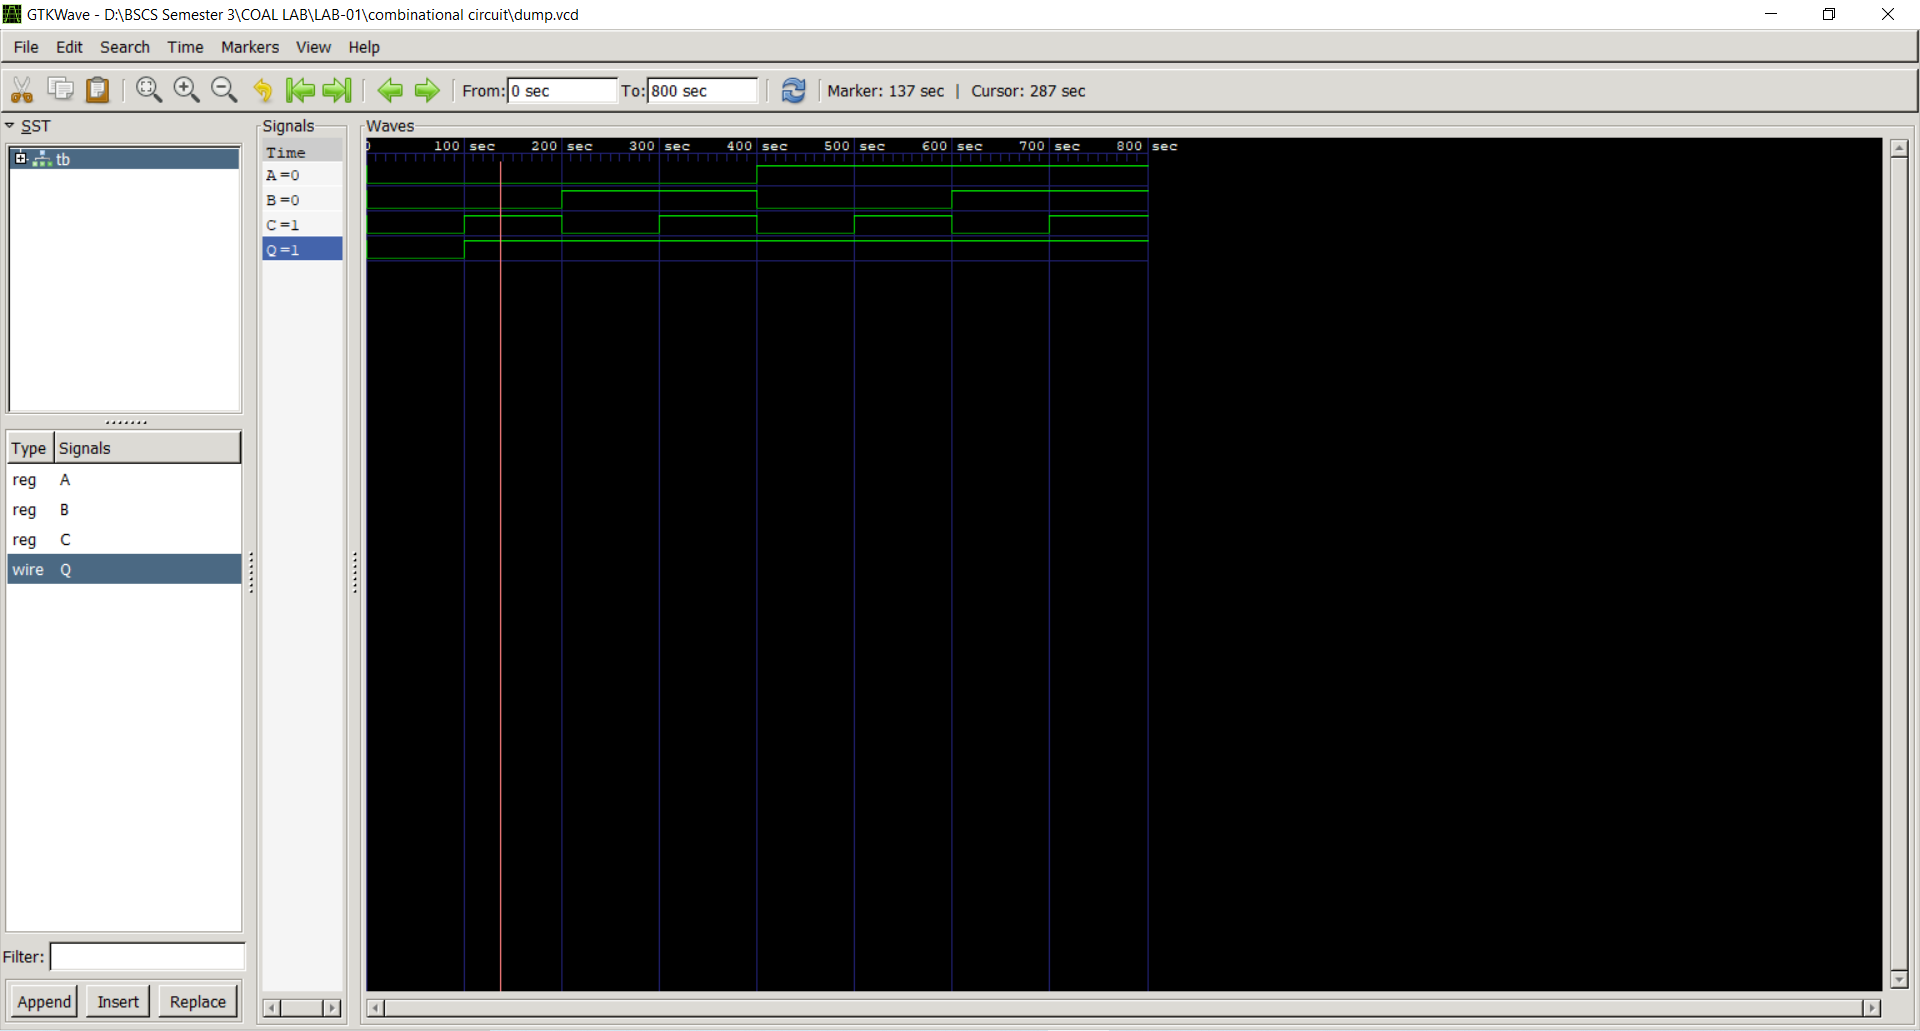 GTKWave - D:\BSCS Semester 3\COAL LAB\LAB-01\combinational circuit\dump.vcd
File Edit Search Time Markers View Help
From: 0 sec To: 800 sec Marker: 137 sec | Cursor: 287 sec
SST
tb
Type Signals
reg A
reg B
reg C
wire Q
Filter:
Append Insert Replace
Signals
Time
A =0
B =0
C =1
Q =1
Waves
0 100 sec 200 sec 300 sec 400 sec 500 sec 600 sec 700 sec 800 sec